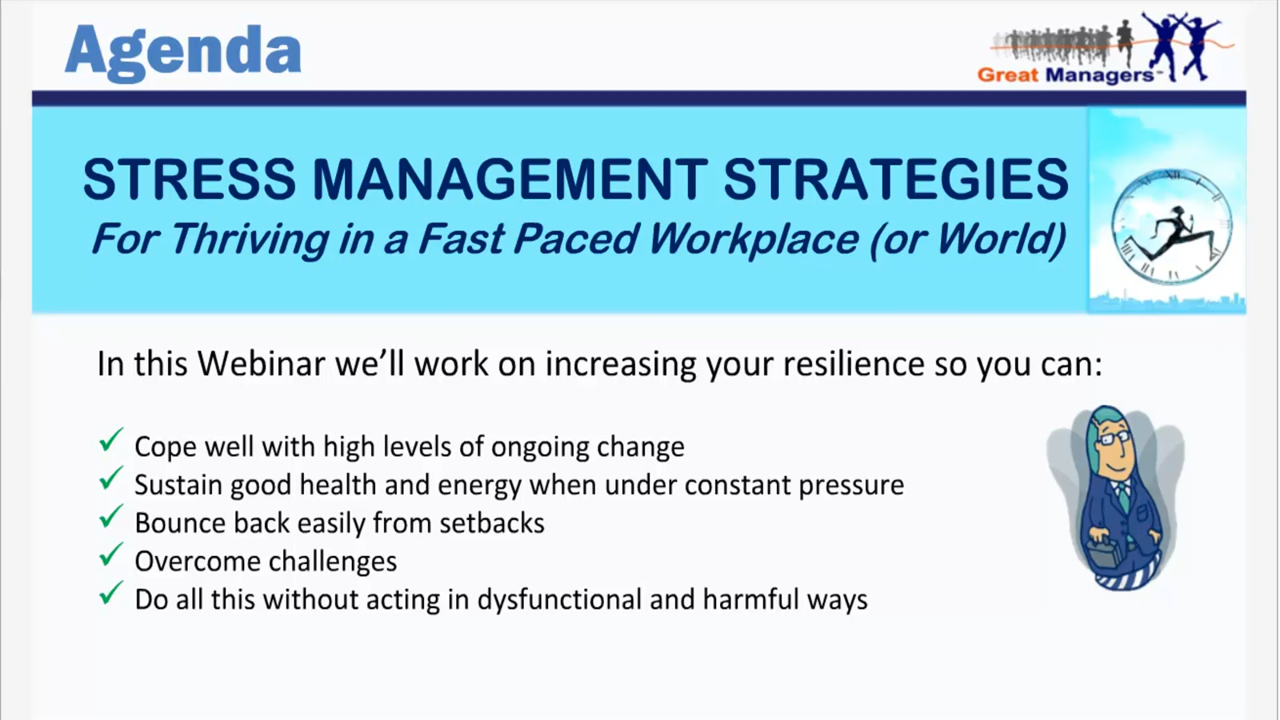 Agenda
Great Managers™
STRESS MANAGEMENT STRATEGIES
For Thriving in a Fast Paced Workplace (or World)
In this Webinar we’ll work on increasing your resilience so you can:
✓ Cope well with high levels of ongoing change
✓ Sustain good health and energy when under constant pressure
✓ Bounce back easily from setbacks
✓ Overcome challenges
✓ Do all this without acting in dysfunctional and harmful ways